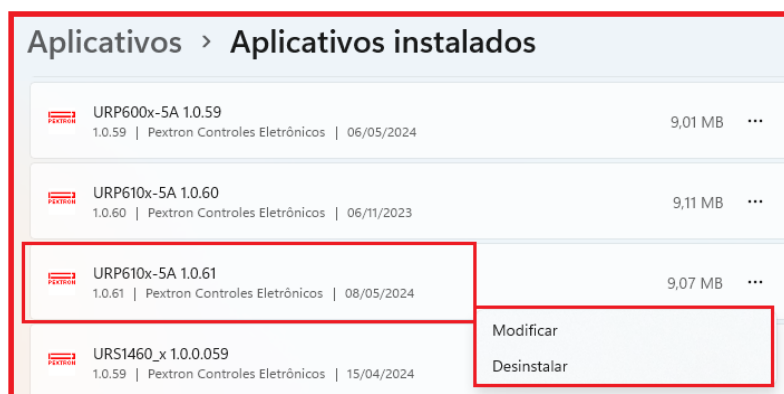 Aplicativos > Aplicativos instalados
PEXTRON
URP600x-5A 1.0.59
1.0.59 | Pextron Controles Eletrônicos | 06/05/2024
9,01 MB
PEXTRON
URP610x-5A 1.0.60
1.0.60 | Pextron Controles Eletrônicos | 06/11/2023
9,11 MB
PEXTRON
URP610x-5A 1.0.61
1.0.61 | Pextron Controles Eletrônicos | 08/05/2024
9,07 MB
Modificar
Desinstalar
PEXTRON
URS1460_x 1.0.0.059
1.0.59 | Pextron Controles Eletrônicos | 15/04/2024